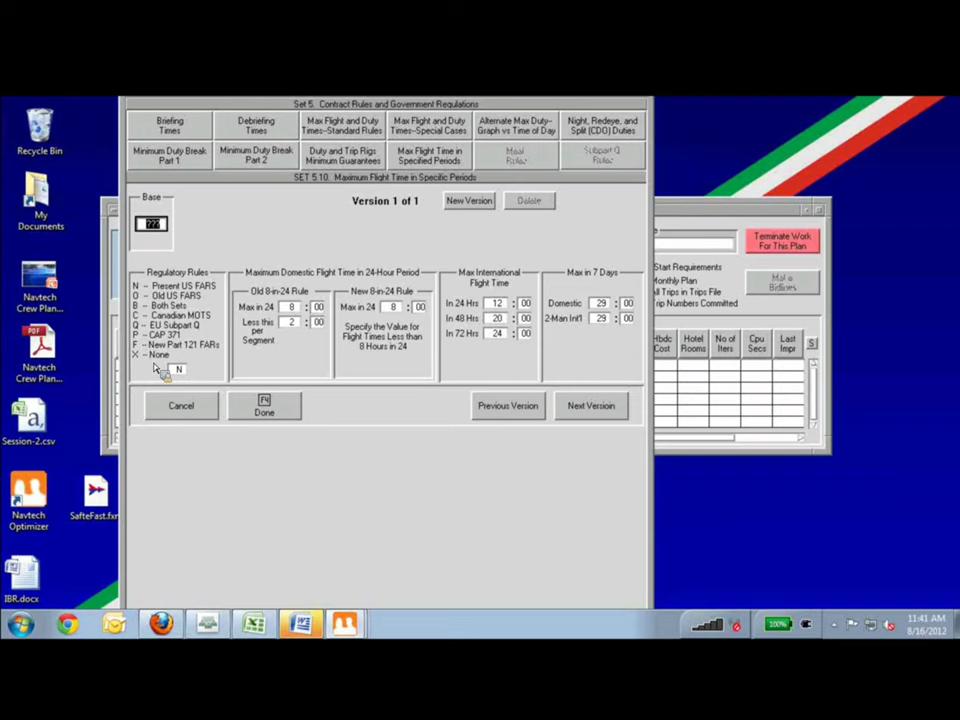 Set 5. Contract Rules and Government Regulations
Briefing Times
Debriefing Times
Max Flight and Duty Times--Standard Rules
Max Flight and Duty Times--Special Cases
Alternate Max Duty-- Graph vs Time of Day
Night, Redeye, and Split (CDO) Duties
Minimum Duty Break Part 1
Minimum Duty Break Part 2
Duty and Trip Rigs Minimum Guarantees
Max Flight Time in Specified Periods
Meal Rules
Subpart Q Rules
SET 5.10. Maximum Flight Time in Specific Periods
Base
???
Version 1 of 1
New Version
Delete
Regulatory Rules
N -- Present US FARS
O -- Old US FARS
B -- Both Sets
C -- Canadian MOTS
Q -- EU Subpart Q
P -- CAP 371
F -- New Part 121 FARs
X -- None
N
Maximum Domestic Flight Time in 24-Hour Period
Old 8-in-24 Rule
Max in 24 8 : 00
Less this per Segment 2 : 00
New 8-in-24 Rule
Max in 24 8 : 00
Specify the Value for
Flight Times Less than
8 Hours in 24
Max International
Flight Time
In 24 Hrs 12 : 00
In 48 Hrs 20 : 00
In 72 Hrs 24 : 00
Max in 7 Days
Domestic 29 : 00
2-Man Int1 29 : 00
Cancel
F4
Done
Previous Version
Next Versioin
Terminate Work
For This Plan
Start Requirements
Monthly Plan
All Trips in Trips File
Trip Numbers Committed
Hotel Rooms
No of Iters
Cpu Secs
Last Impr
S
Recycle Bin
My Documents
Navtech Crew Plan...
Navtech Crew Plan...
Session-2.csv
Navtech Optimizer
SafteFast.fxr
IBR.docx
100%
11:41 AM
8/16/2012